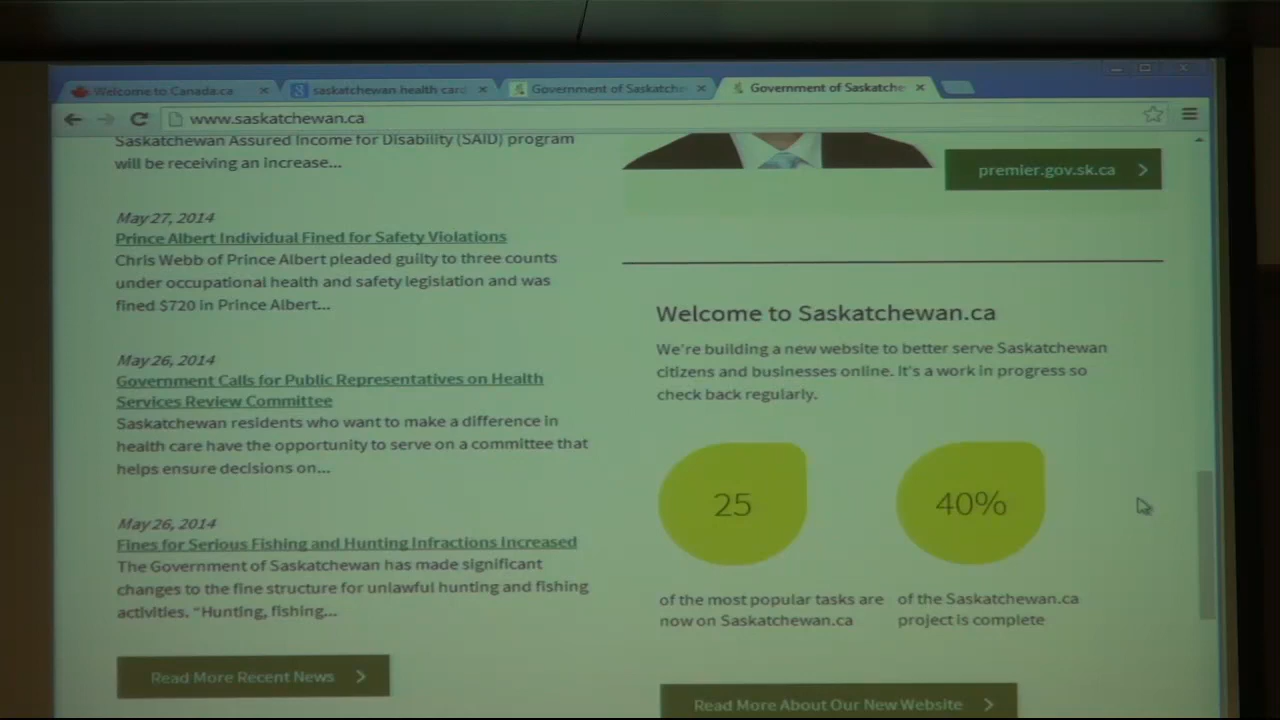 Welcome to Canada.ca
saskatchewan health card
Government of Saskatche
Government of Saskatche
www.saskatchewan.ca
Saskatchewan Assured Income for Disability (SAID) program
will be receiving an increase...
May 27, 2014
Prince Albert Individual Fined for Safety Violations
Chris Webb of Prince Albert pleaded guilty to three counts
under occupational health and safety legislation and was
fined $720 in Prince Albert...
May 26, 2014
Government Calls for Public Representatives on Health
Services Review Committee
Saskatchewan residents who want to make a difference in
health care have the opportunity to serve on a committee that
helps ensure decisions on...
May 26, 2014
Fines for Serious Fishing and Hunting Infractions Increased
The Government of Saskatchewan has made significant
changes to the fine structure for unlawful hunting and fishing
activities. "Hunting, fishing...
Read More Recent News
premier.gov.sk.ca
Welcome to Saskatchewan.ca
We're building a new website to better serve Saskatchewan
citizens and businesses online. It's a work in progress so
check back regularly.
25
of the most popular tasks are
now on Saskatchewan.ca
40%
of the Saskatchewan.ca
project is complete
Read More About Our New Website